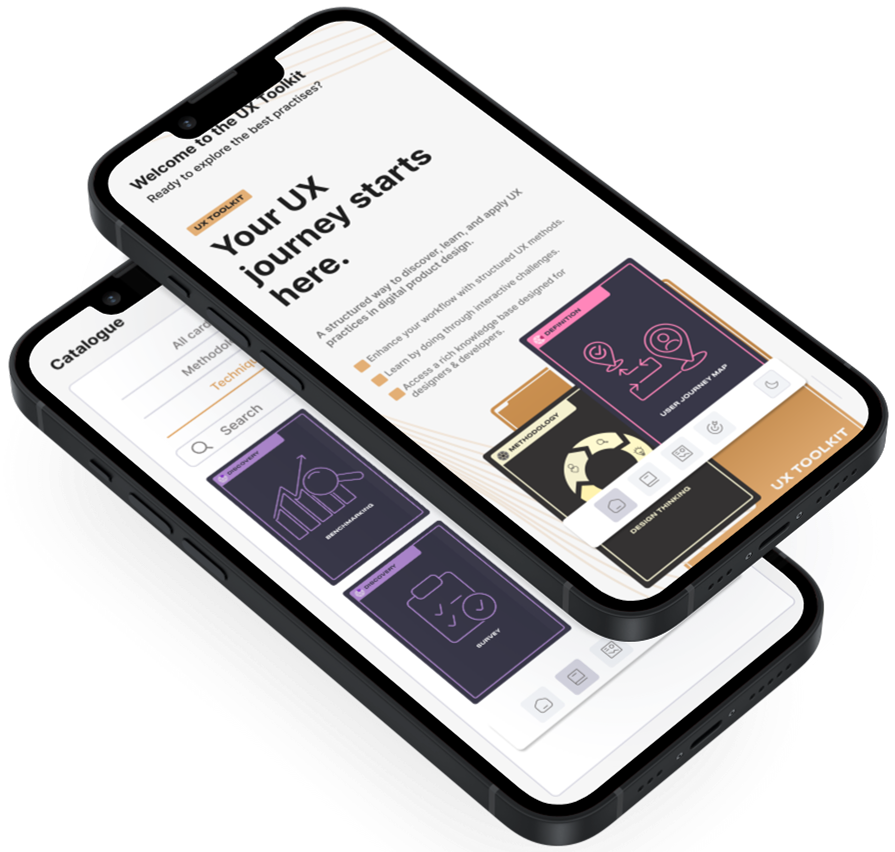 Welcome to the UX Toolkit
Ready to explore the best practises?
UX TOOLKIT
Your UX
journey starts
here.
A structured way to discover, learn, and apply UX
practices in digital product design.
Enhance your workflow with structured UX methods.
Learn by doing through interactive challenges.
Access a rich knowledge base designed for
designers & developers.
DEFINITION
USER JOURNEY MAP
METHODOLOGY
DESIGN THINKING
UX TOOLKIT
Catalogue
All
Search
DISCOVERY
BENCHMARKING
DISCOVERY
SURVEY